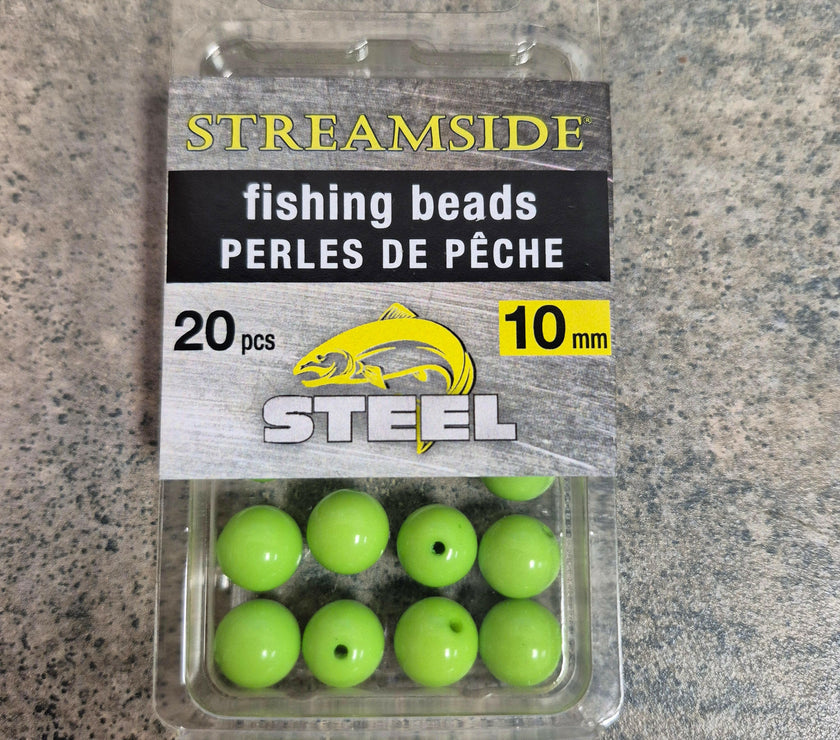 STREAMSIDE®
fishing beads
PERLES DE PÊCHE
20 pcs
10 mm
STEEL